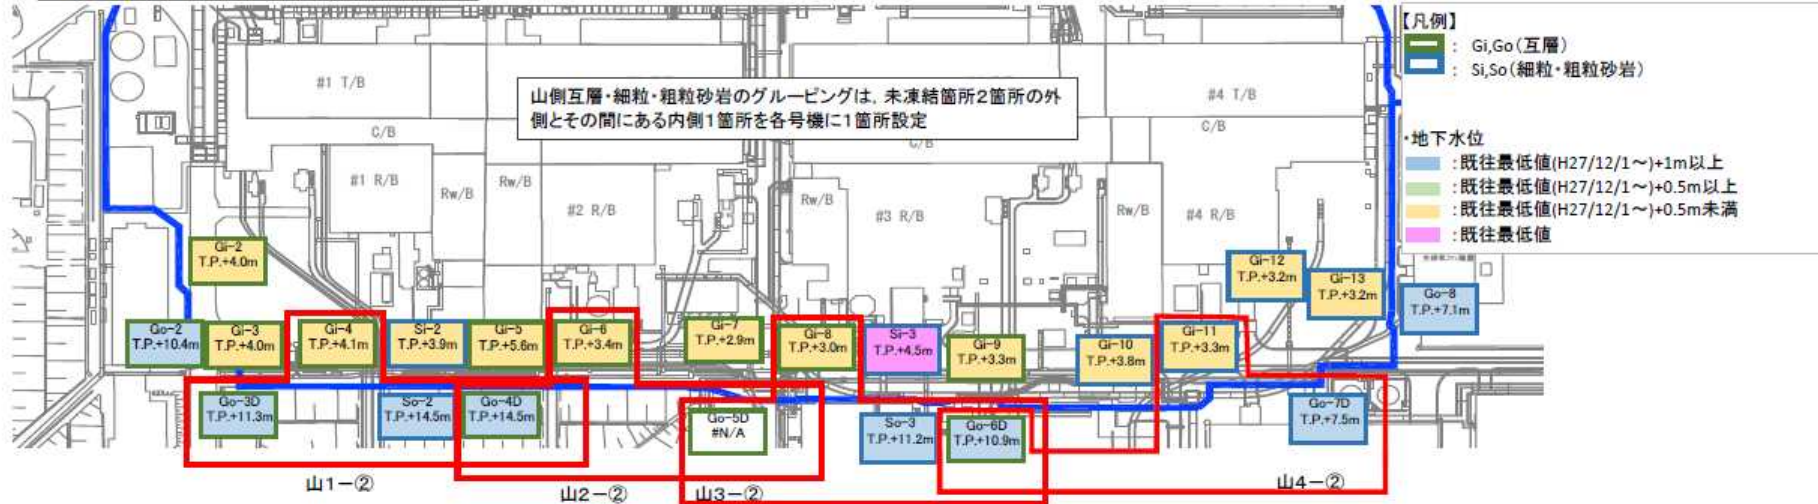 【凡例】
: Gi,Go(互層)
: Si,So(細粒・粗粒砂岩)
・地下水位
:既往最低値(H27/12/1～)+1m以上
:既往最低値(H27/12/1～)+0.5m以上
:既往最低値(H27/12/1～)+0.5m未満
:既往最低値
山側互層・細粒・粗粒砂岩のグルーピングは，未凍結箇所2箇所の外
側とその間にある内側1箇所を各号機に1箇所設定
#1 T/B
#4 T/B
C/B
C/B
C/B
#1 R/B
Rw/B
Rw/B
#2 R/B
Rw/B
#3 R/B
Rw/B
#4 R/B
Gi-2
T.P.+4.0m
Gi-12
T.P.+3.2m
Gi-13
T.P.+3.2m
Go-8
T.P.+7.1m
Go-2
T.P.+10.4m
Gi-3
T.P.+4.0m
Gi-4
T.P.+4.1m
Si-2
T.P.+3.9m
Gi-5
T.P.+5.6m
Gi-6
T.P.+3.4m
Gi-7
T.P.+2.9m
Gi-8
T.P.+3.0m
Si-3
T.P.+4.5m
Gi-9
T.P.+3.3m
Gi-10
T.P.+3.8m
Gi-11
T.P.+3.3m
Go-3D
T.P.+11.3m
So-2
T.P.+14.5m
Go-4D
T.P.+14.5m
Go-5D
#N/A
So-3
T.P.+11.2m
Go-6D
T.P.+10.9m
Go-7D
T.P.+7.5m
山1-②
山2-②
山3-②
山4-②